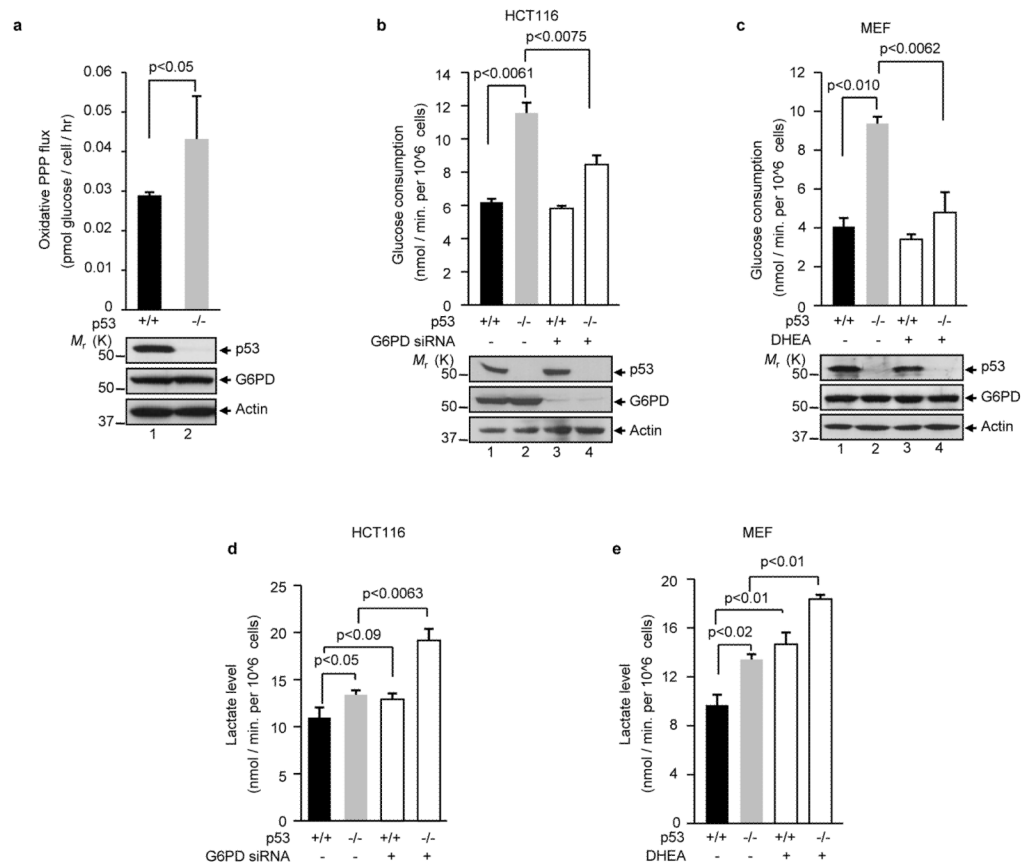 a
p<0.05
Oxidative PPP flux
(pmol glucose / cell / hr)
0.06
0.05
0.04
0.03
0.02
0.01
0
p53 +/+ -/-
Mr (K)
50 p53
50 G6PD
37 Actin
1 2
b
HCT116
p<0.0075
p<0.0061
Glucose consumption
(nmol / min. per 10^6 cells)
14
12
10
8
6
4
2
0
p53 +/+ -/- +/+ -/-
G6PD siRNA - - + +
Mr (K)
50 p53
50 G6PD
37 Actin
1 2 3 4
c
MEF
p<0.0062
p<0.010
Glucose consumption
(nmol / min. per 10^6 cells)
12
10
8
6
4
2
0
p53 +/+ -/- +/+ -/-
DHEA - - + +
Mr (K)
50 p53
50 G6PD
37 Actin
1 2 3 4
d
HCT116
p<0.0063
p<0.09
p<0.05
Lactate level
(nmol / min. per 10^6 cells)
25
20
15
10
5
0
p53 +/+ -/- +/+ -/-
G6PD siRNA - - + +
e
MEF
p<0.01
p<0.01
p<0.02
Lactate level
(nmol / min. per 10^6 cells)
20
16
12
8
4
0
p53 +/+ -/- +/+ -/-
DHEA - - + +